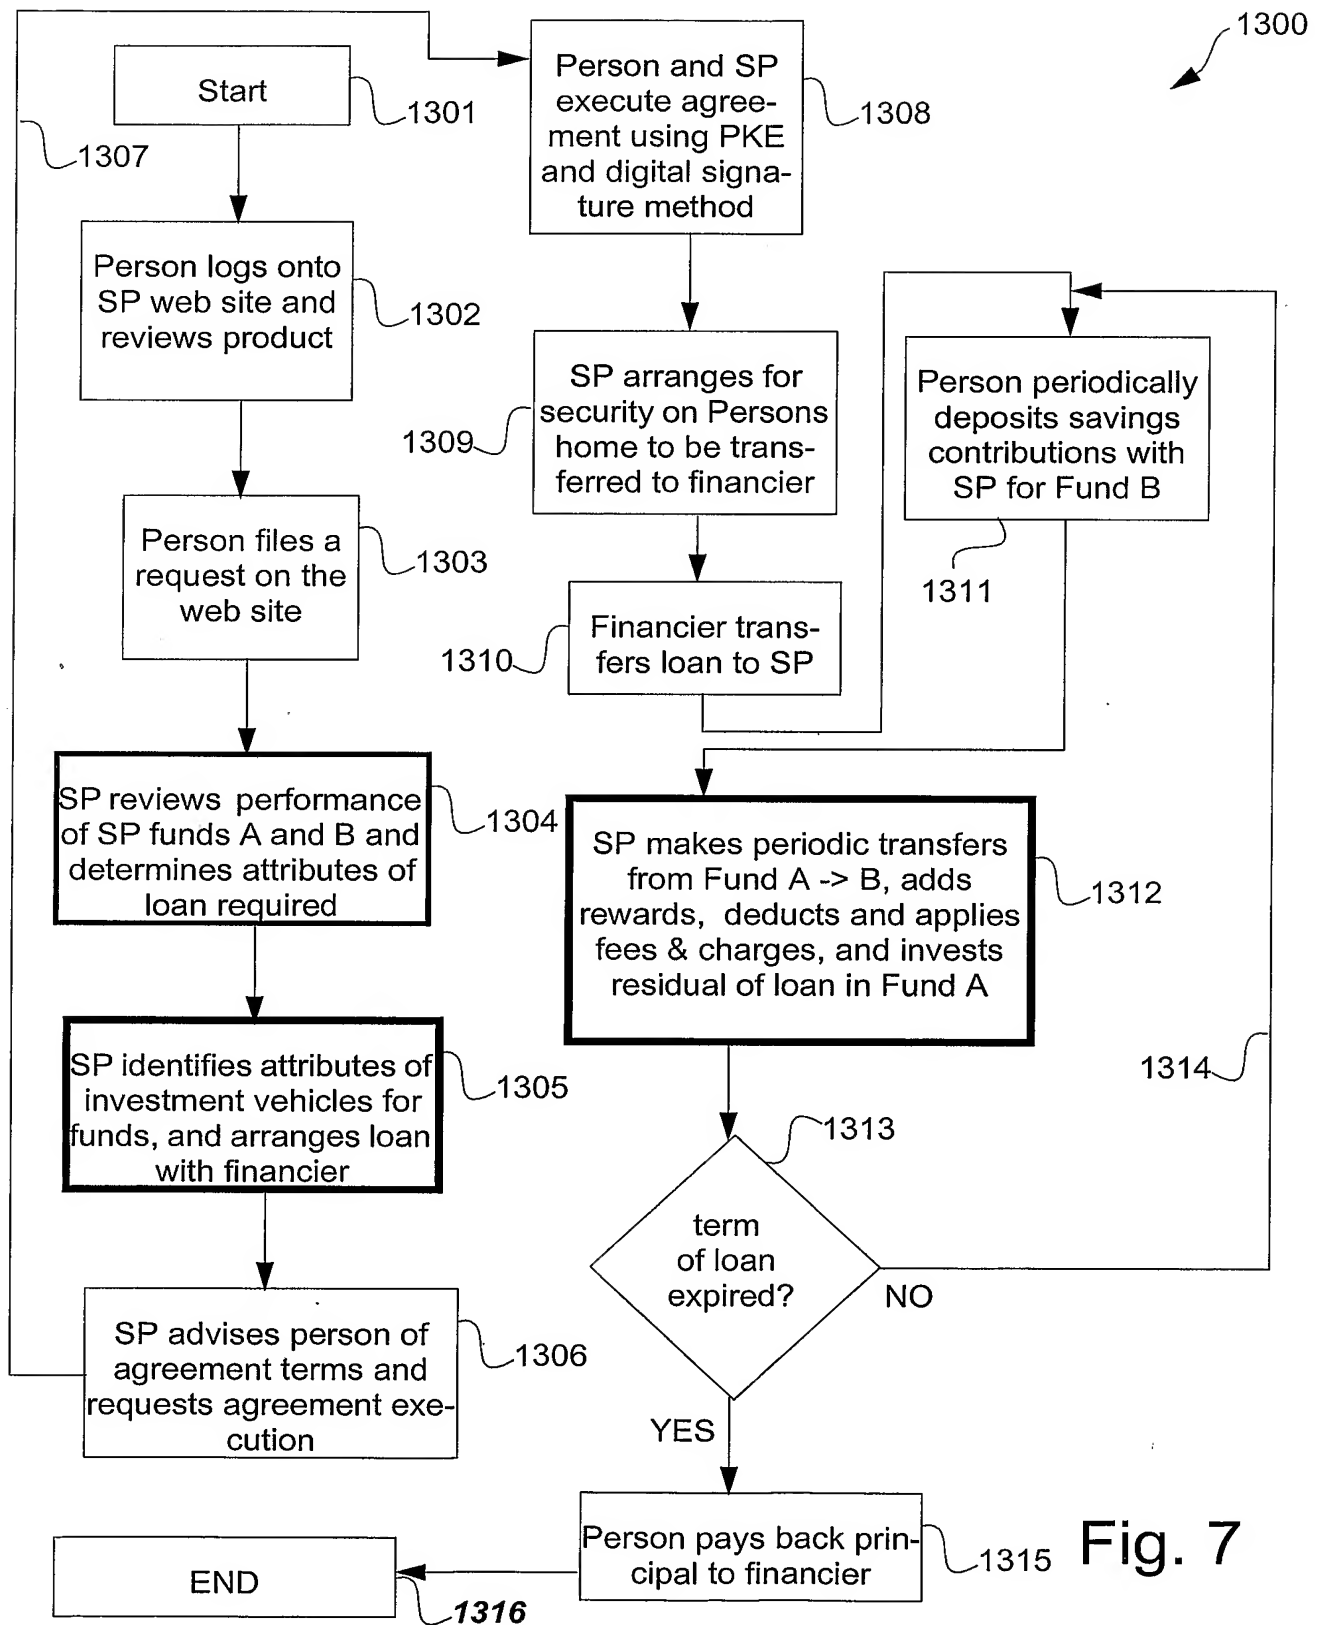 1300
Start
1301
1307
Person logs onto
SP web site and
reviews product
1302
Person files a
request on the
web site
1303
SP reviews performance
of SP funds A and B and
determines attributes of
loan required
1304
SP identifies attributes of
investment vehicles for
funds, and arranges loan
with financier
1305
SP advises person of
agreement terms and
requests agreement exe-
cution
1306
Person and SP
execute agree-
ment using PKE
and digital signa-
ture method
1308
SP arranges for
security on Persons
home to be trans-
ferred to financier
1309
Financier trans-
fers loan to SP
1310
Person periodically
deposits savings
contributions with
SP for Fund B
1311
SP makes periodic transfers
from Fund A -> B, adds
rewards, deducts and applies
fees & charges, and invests
residual of loan in Fund A
1312
term
of loan
expired?
1313
NO
1314
YES
Person pays back prin-
cipal to financier
1315
END
1316
Fig. 7